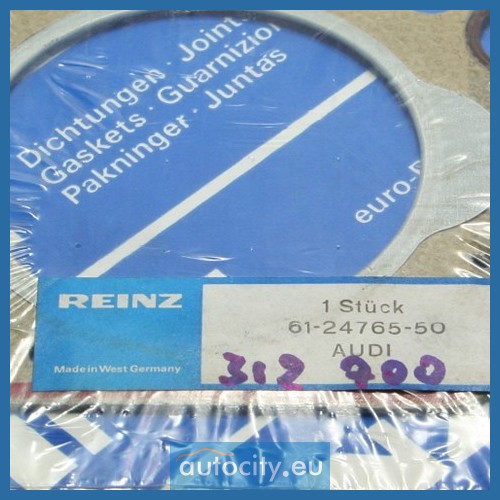 Dichtungen · Joint
Gaskets · Guarnizio
Pakninger · Juntas
euro-
REINZ
Made in West Germany
1 Stück
61-24765-50
AUDI
312 900
autocity.eu